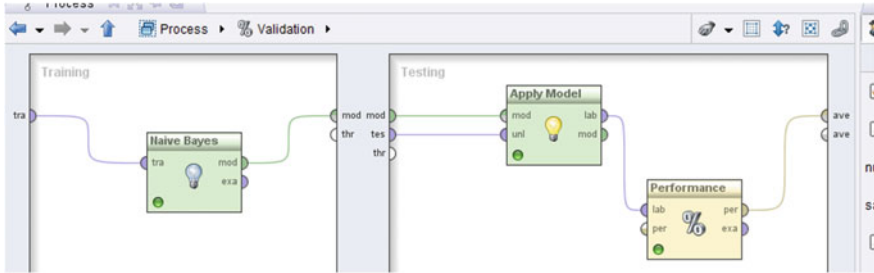 Process
Process ▸ Validation ▸
Training
Testing
tra
Naive Bayes
tra mod
exa
mod mod
thr tes
thr
Apply Model
mod lab
unl mod
Performance
lab per
per exa
ave
ave